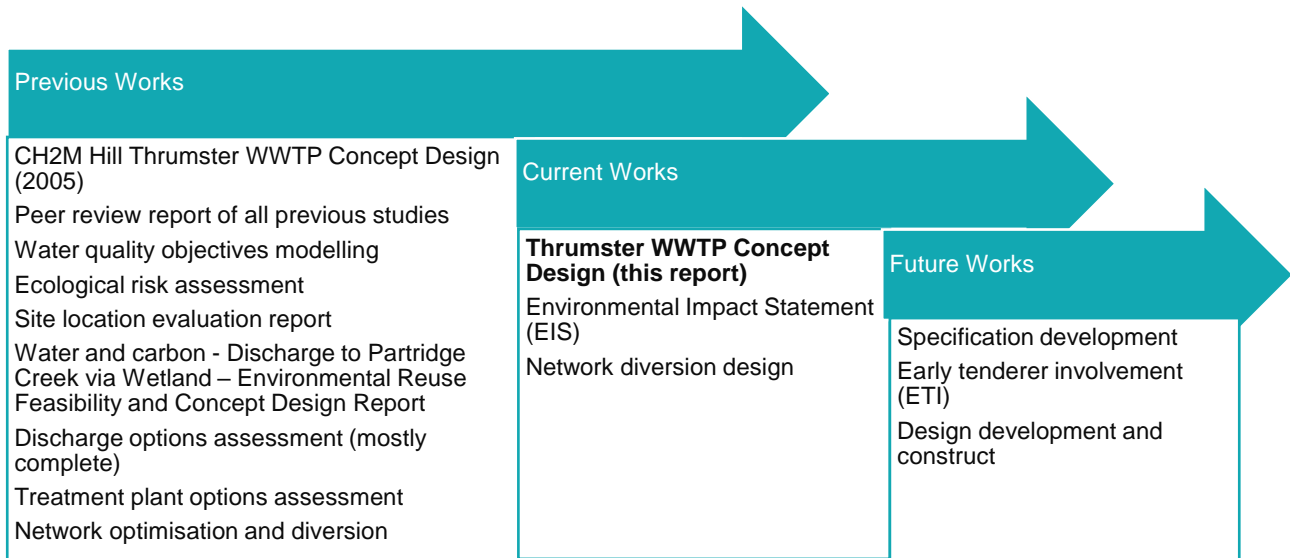 Previous Works
CH2M Hill Thrumster WWTP Concept Design
(2005)
Peer review report of all previous studies
Water quality objectives modelling
Ecological risk assessment
Site location evaluation report
Water and carbon - Discharge to Partridge
Creek via Wetland – Environmental Reuse
Feasibility and Concept Design Report
Discharge options assessment (mostly
complete)
Treatment plant options assessment
Network optimisation and diversion
Current Works
Thrumster WWTP Concept
Design (this report)
Environmental Impact Statement
(EIS)
Network diversion design
Future Works
Specification development
Early tenderer involvement
(ETI)
Design development and
construct